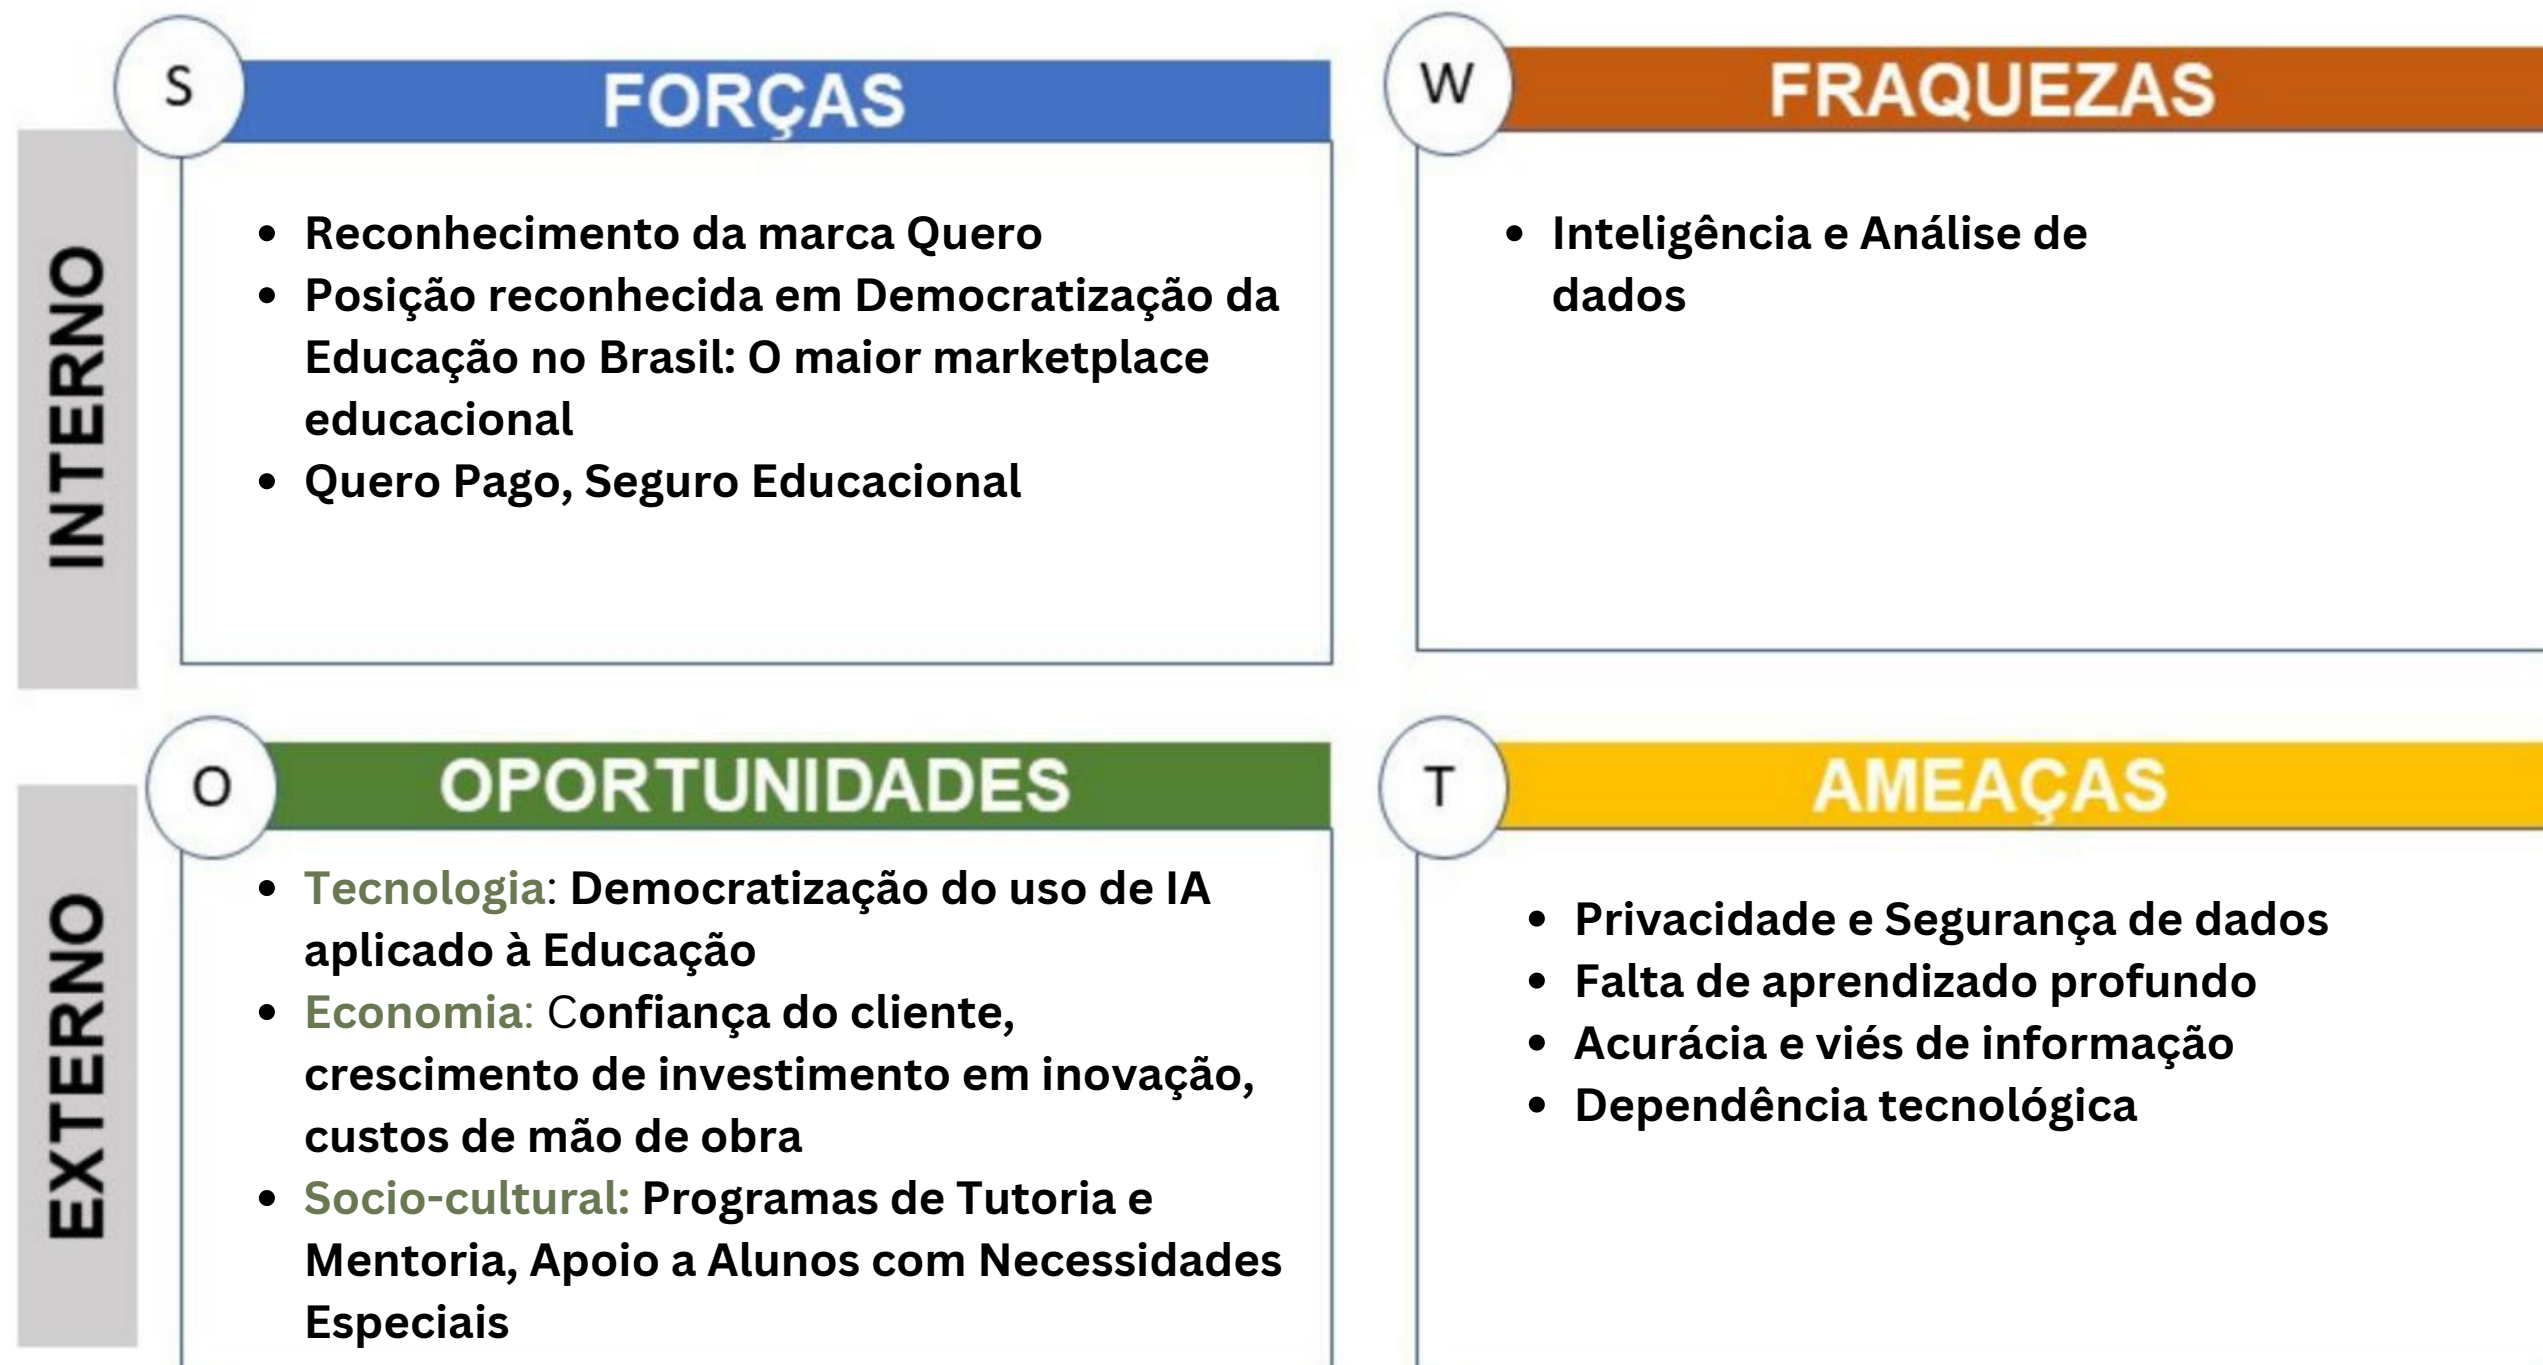 S
FORÇAS
INTERNO
• Reconhecimento da marca Quero
• Posição reconhecida em Democratização da
Educação no Brasil: O maior marketplace
educacional
• Quero Pago, Seguro Educacional
W
FRAQUEZAS
• Inteligência e Análise de
dados
O
OPORTUNIDADES
EXTERNO
• Tecnologia: Democratização do uso de IA
aplicado à Educação
• Economia: Confiança do cliente,
crescimento de investimento em inovação,
custos de mão de obra
• Socio-cultural: Programas de Tutoria e
Mentoria, Apoio a Alunos com Necessidades
Especiais
T
AMEAÇAS
• Privacidade e Segurança de dados
• Falta de aprendizado profundo
• Acurácia e viés de informação
• Dependência tecnológica